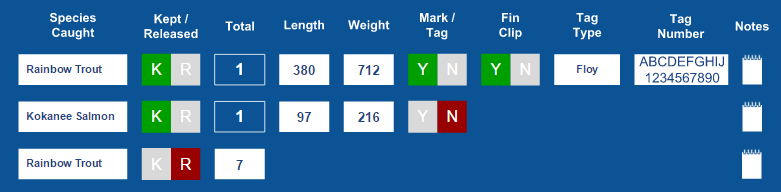 Species Caught Kept / Released Total Length Weight Mark / Tag Fin Clip Tag Type Tag Number Notes
Rainbow Trout K R 1 380 712 Y N Y N Floy ABCDEFGHIJ 1234567890
Kokanee Salmon K R 1 97 216 Y N
Rainbow Trout K R 7